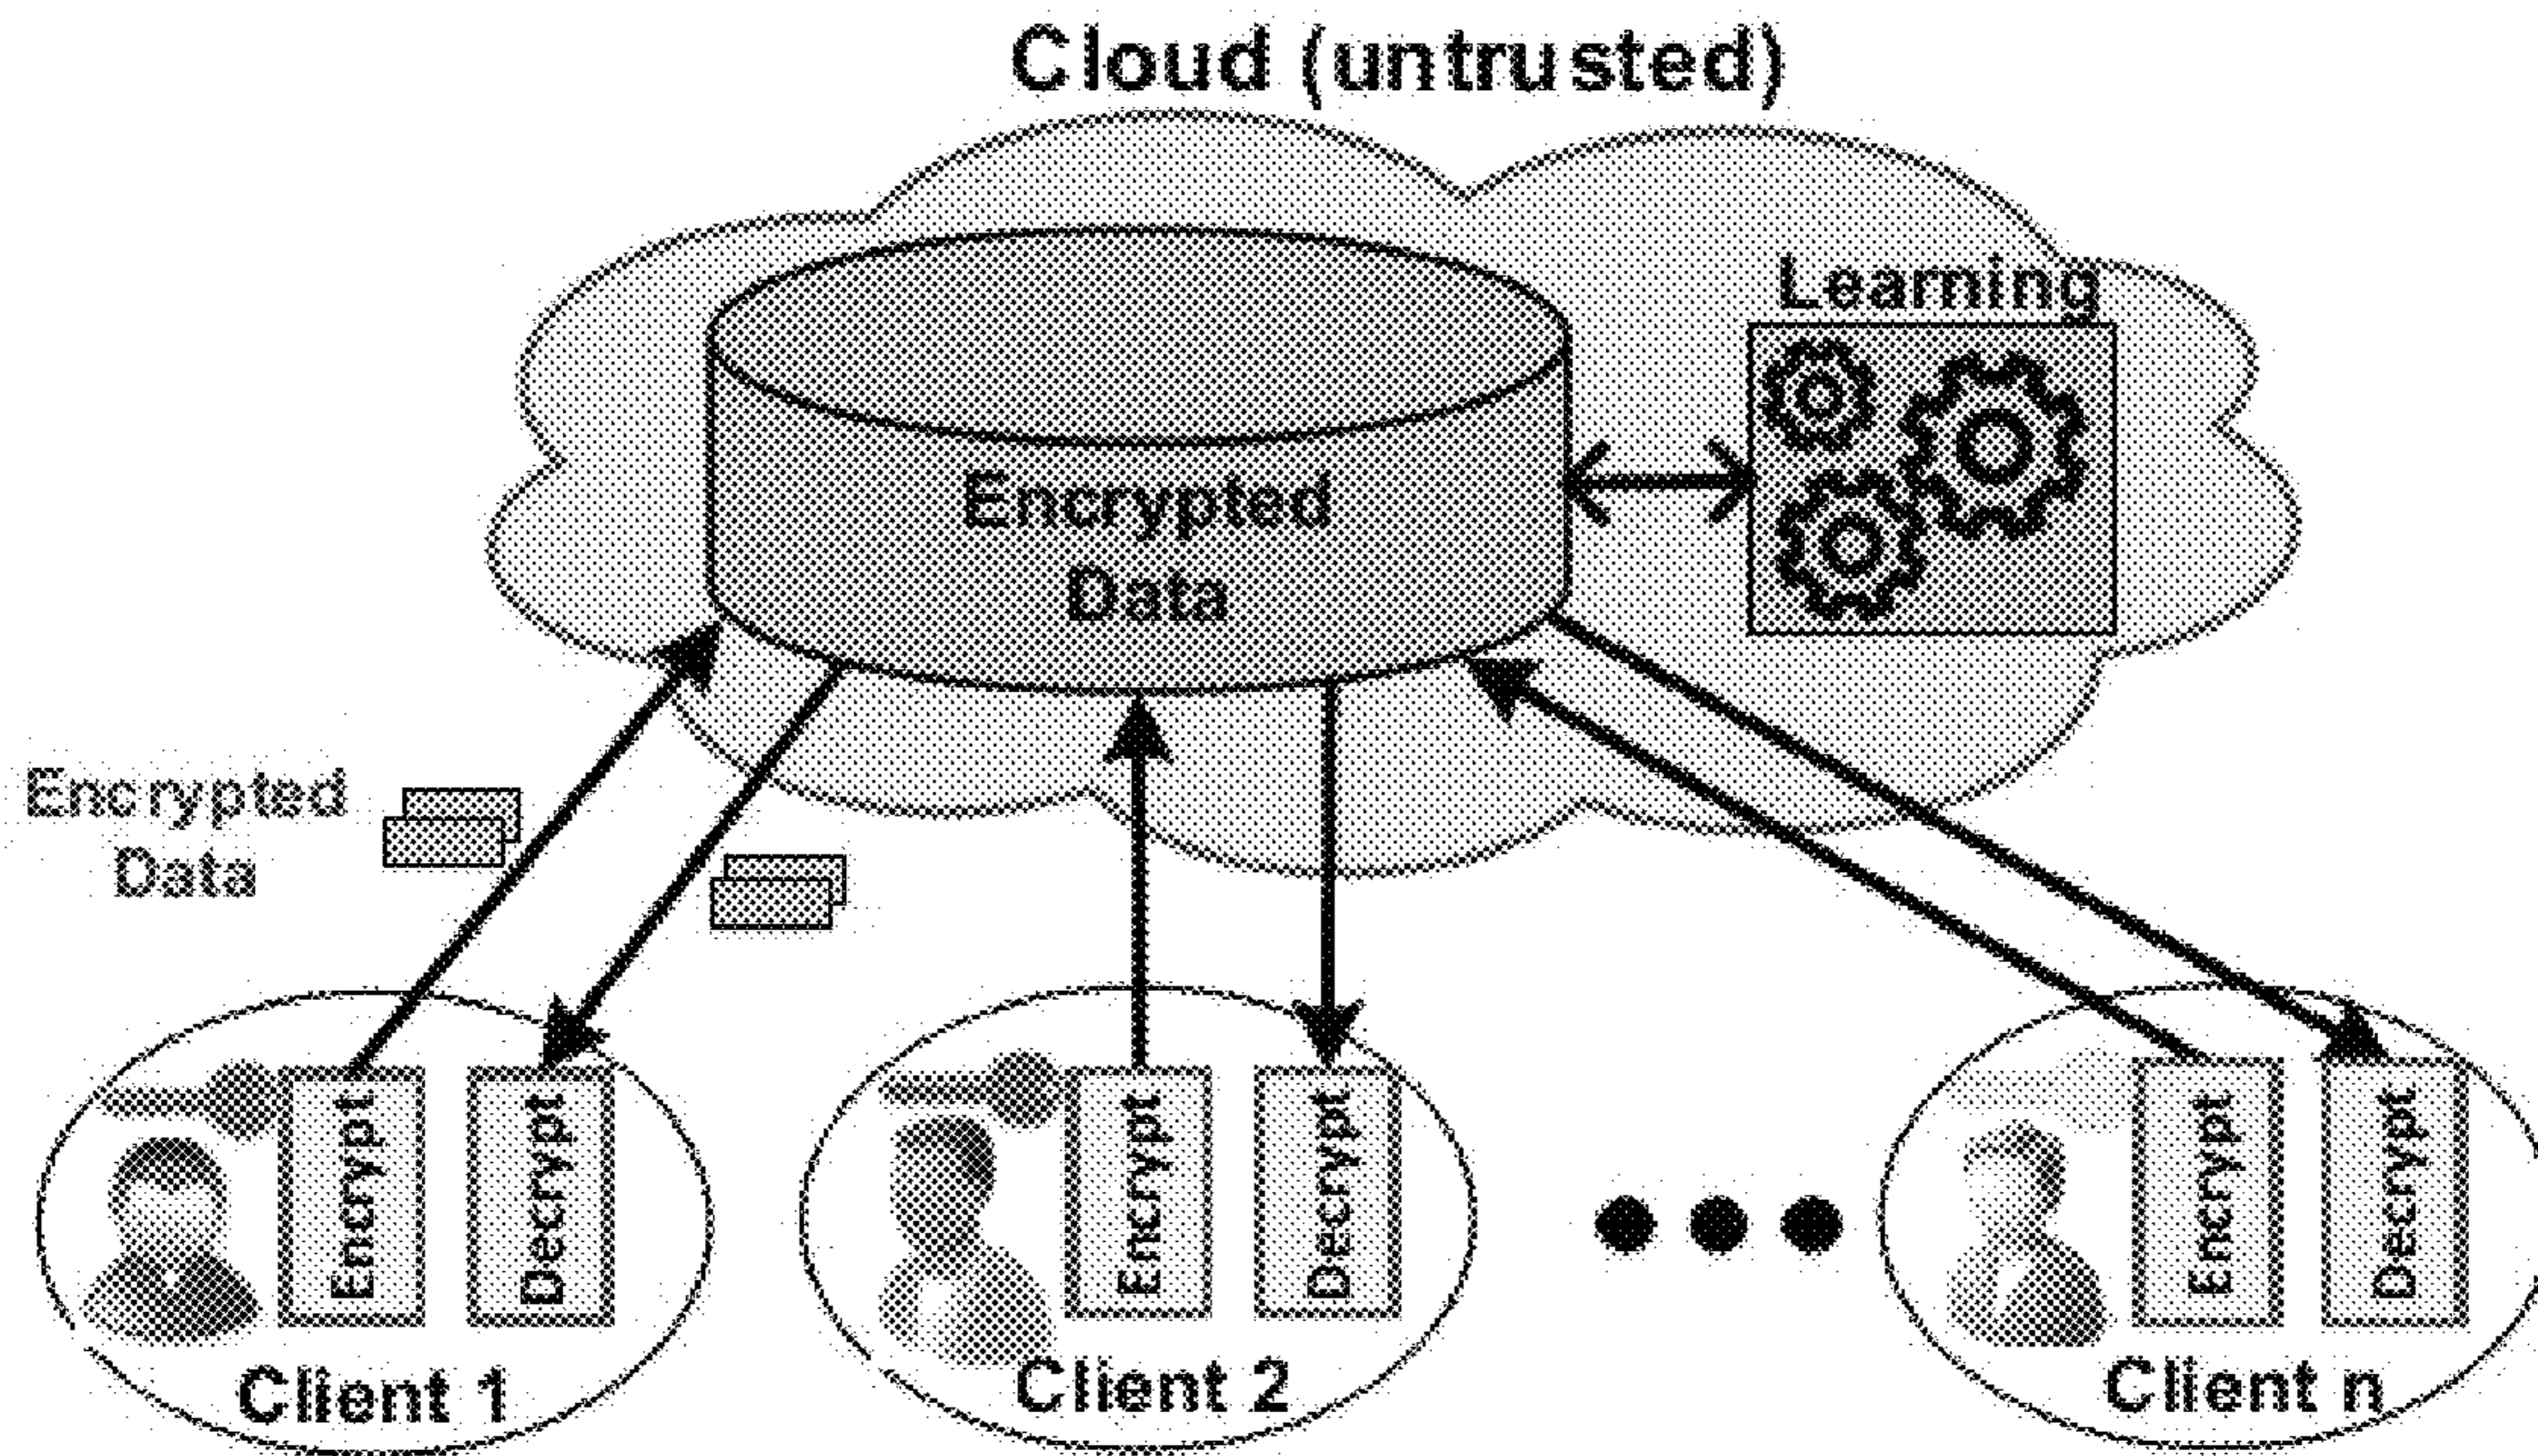 Cloud (untrusted)
Learning
Encrypted
Data
Encrypted
Data
Encrypt
Decrypt
Client 1
Encrypt
Decrypt
Client 2
Encrypt
Decrypt
Client n